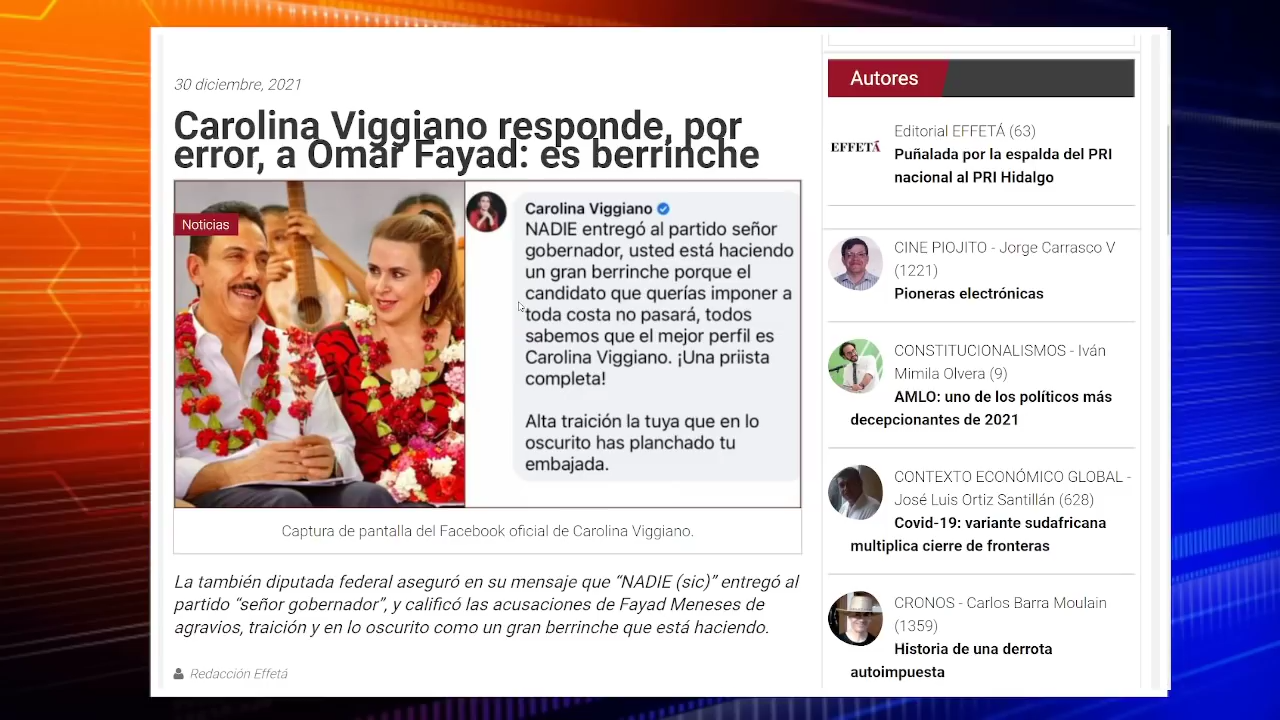 30 diciembre, 2021
Carolina Viggiano responde, por
error, a Omar Fayad: es berrinche
Noticias
Carolina Viggiano
NADIE entregó al partido señor
gobernador, usted está haciendo
un gran berrinche porque el
candidato que querías imponer a
toda costa no pasará, todos
sabemos que el mejor perfil es
Carolina Viggiano. ¡Una priista
completa!
Alta traición la tuya que en lo
oscurito has planchado tu
embajada.
Captura de pantalla del Facebook oficial de Carolina Viggiano.
La también diputada federal aseguró en su mensaje que “NADIE (sic)” entregó al
partido “señor gobernador”, y calificó las acusaciones de Fayad Meneses de
agravios, traición y en lo oscurito como un gran berrinche que está haciendo.
Redacción Effetá
Autores
EFFETÁ
Editorial EFFETÁ (63)
Puñalada por la espalda del PRI
nacional al PRI Hidalgo
CINE PIOJITO - Jorge Carrasco V
(1221)
Pioneras electrónicas
CONSTITUCIONALISMOS - Iván
Mimila Olvera (9)
AMLO: uno de los políticos más
decepcionantes de 2021
CONTEXTO ECONÓMICO GLOBAL -
José Luis Ortiz Santillán (628)
Covid-19: variante sudafricana
multiplica cierre de fronteras
CRONOS - Carlos Barra Moulain
(1359)
Historia de una derrota
autoimpuesta